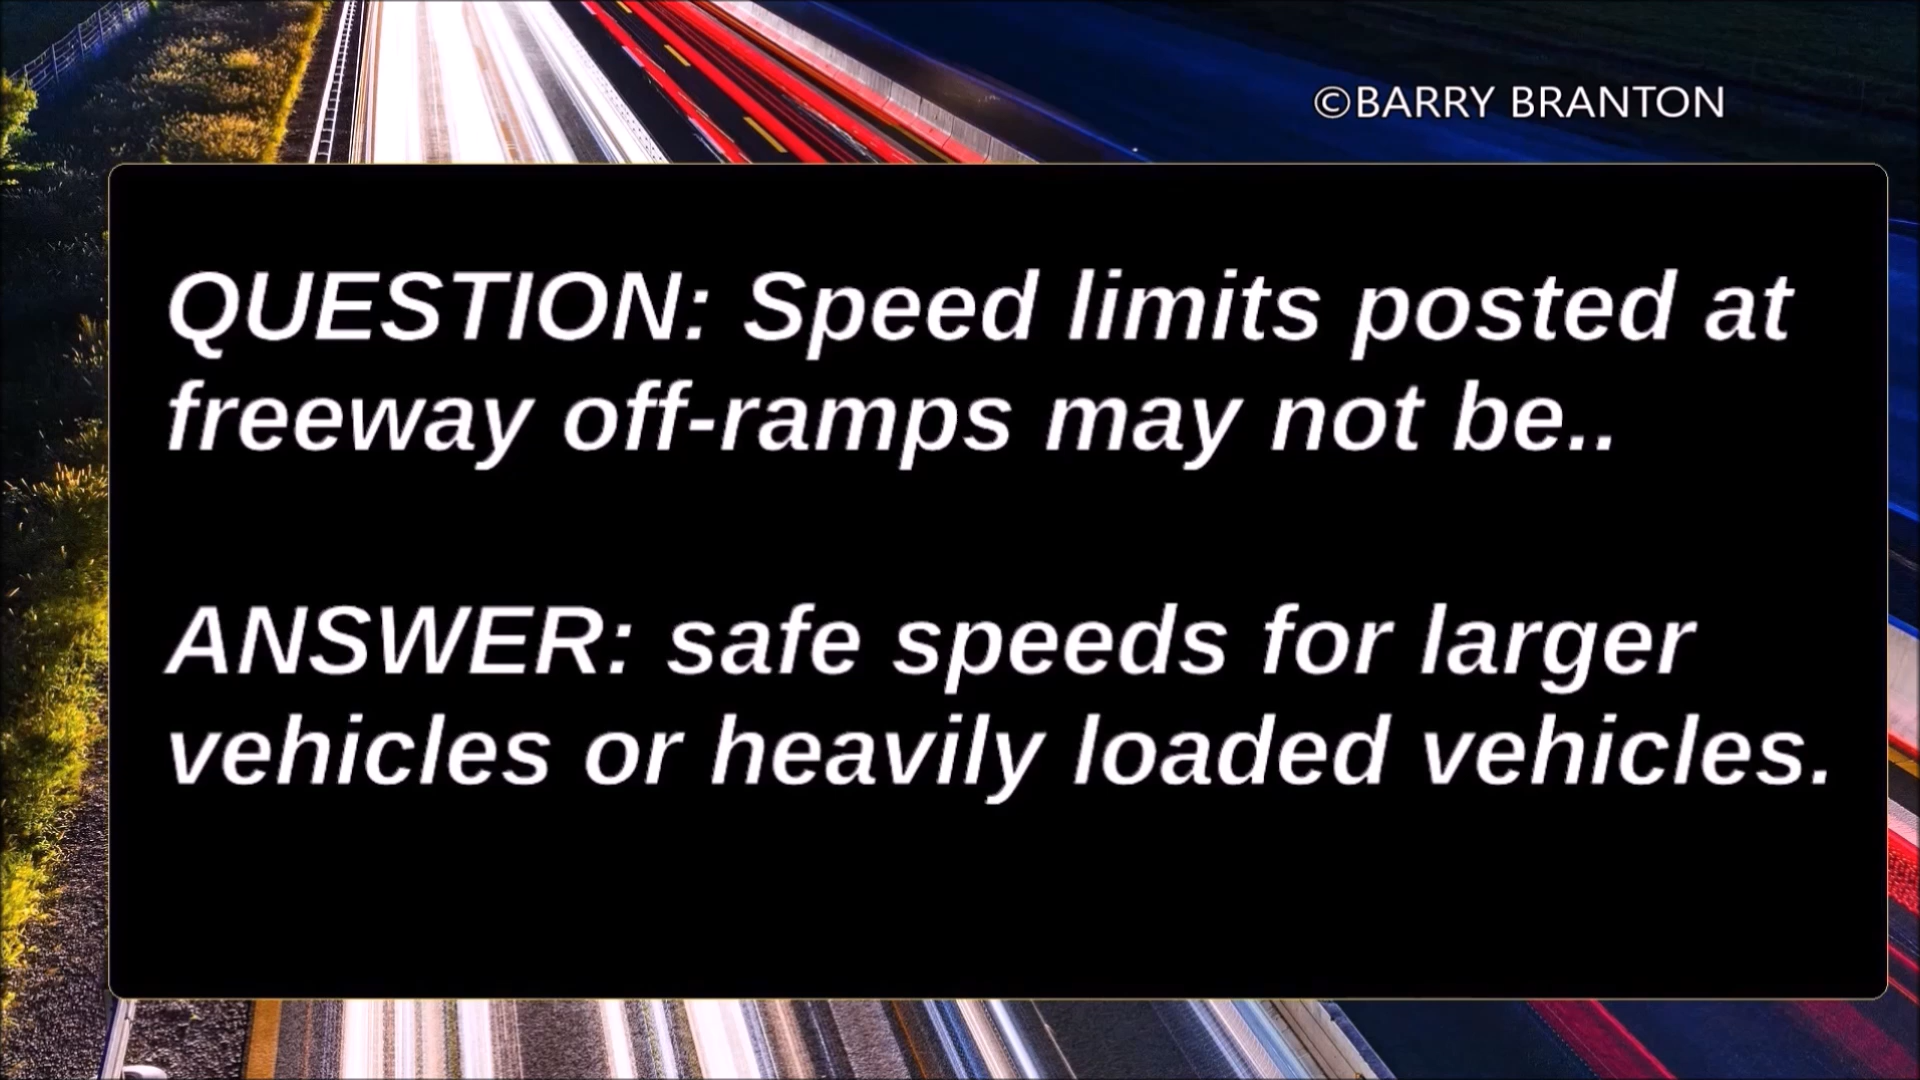 ©BARRY BRANTON
QUESTION: Speed limits posted at
freeway off-ramps may not be..
ANSWER: safe speeds for larger
vehicles or heavily loaded vehicles.